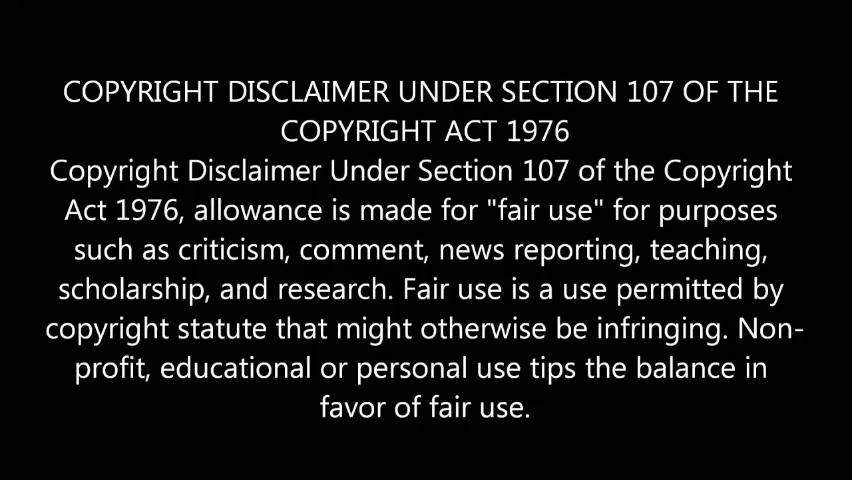 COPYRIGHT DISCLAIMER UNDER SECTION 107 OF THE
COPYRIGHT ACT 1976
Copyright Disclaimer Under Section 107 of the Copyright
Act 1976, allowance is made for "fair use" for purposes
such as criticism, comment, news reporting, teaching,
scholarship, and research. Fair use is a use permitted by
copyright statute that might otherwise be infringing. Non-
profit, educational or personal use tips the balance in
favor of fair use.